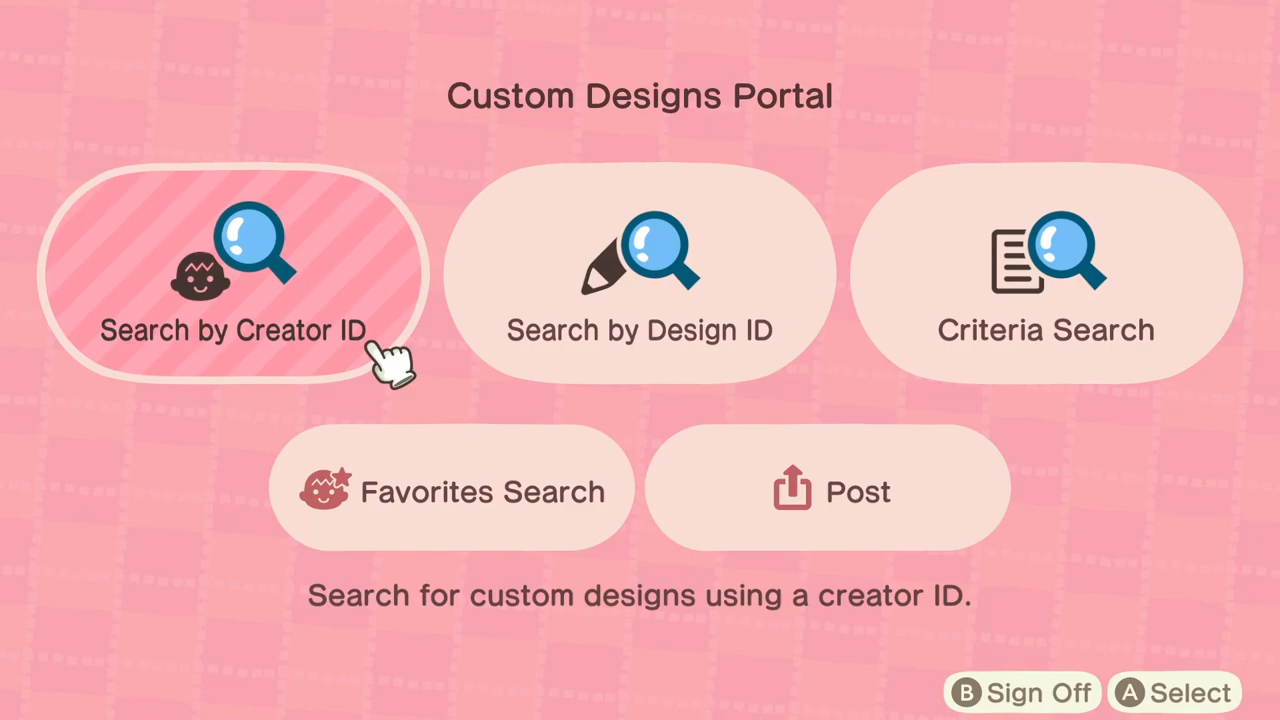 Custom Designs Portal
Search by Creator ID
Search by Design ID
Criteria Search
Favorites Search
Post
Search for custom designs using a creator ID.
B Sign Off A Select